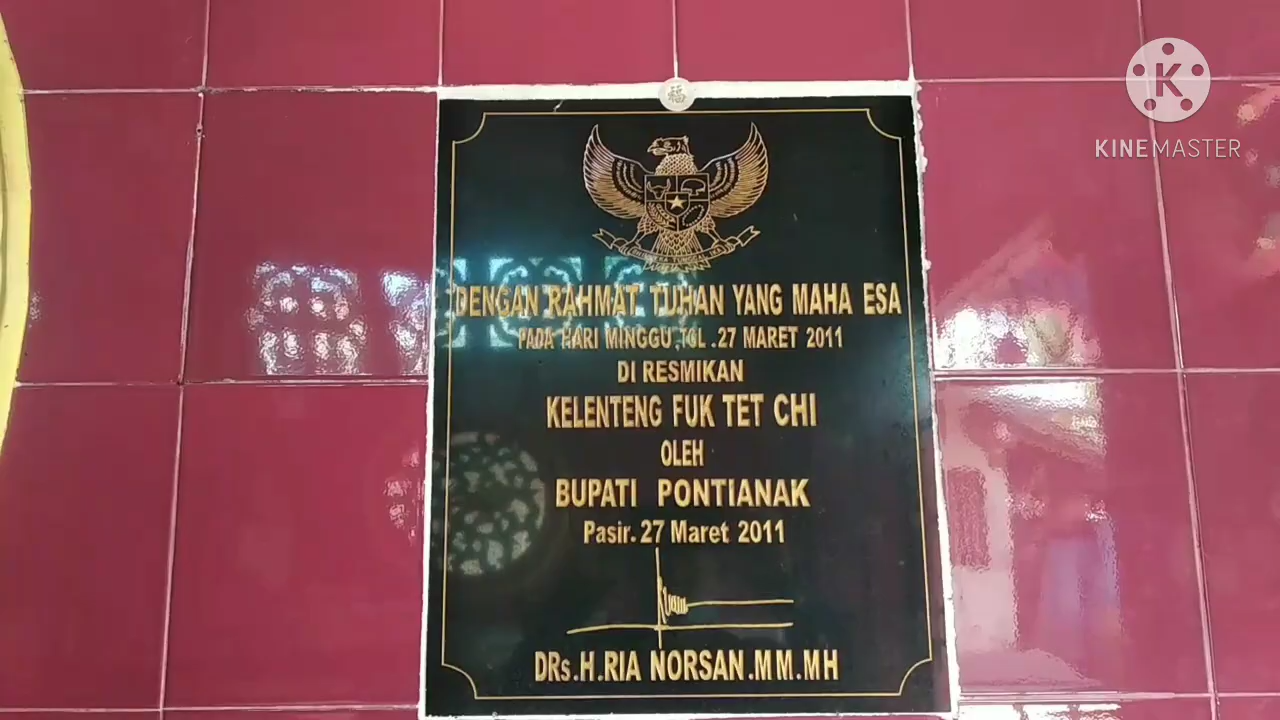 福
KINEMASTER
DENGAN RAHMAT TUHAN YANG MAHA ESA
PADA HARI MINGGU, TGL. 27 MARET 2011
DI RESMIKAN
KELENTENG FUK TET CHI
OLEH
BUPATI PONTIANAK
Pasir. 27 Maret 2011
DRs.H.RIA NORSAN.MM.MH